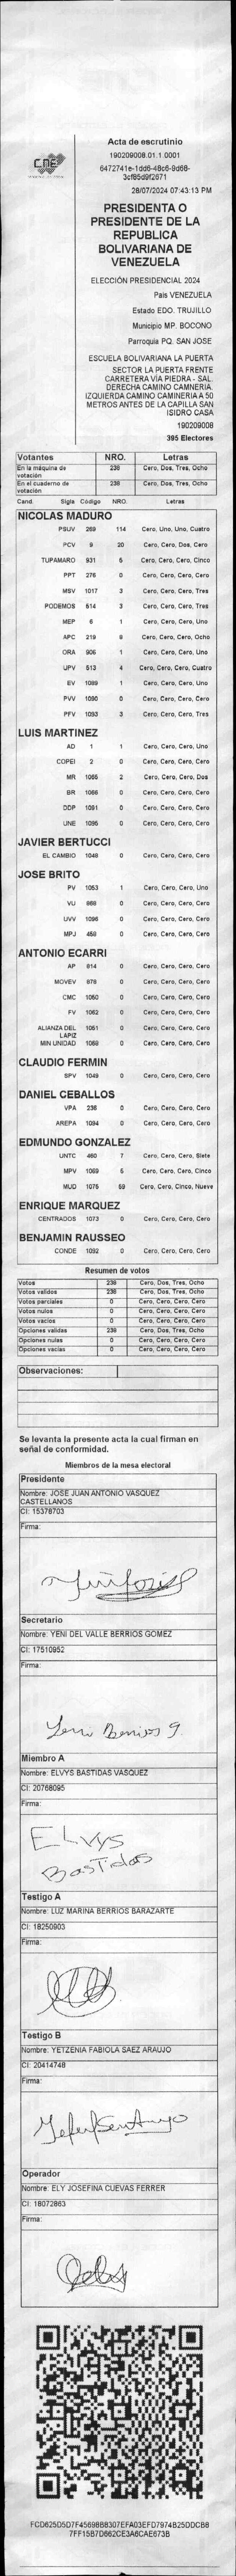 CNE
Acta de escrutinio
190209008.01.1.0001
6472741e-1dd6-48c6-9d68-
3cf85d9f2671
28/07/2024 07:43:13 PM
PRESIDENTA O
PRESIDENTE DE LA
REPUBLICA
BOLIVARIANA DE
VENEZUELA
ELECCIÓN PRESIDENCIAL 2024
Pais VENEZUELA
Estado EDO. TRUJILLO
Municipio MP. BOCONO
Parroquia PQ. SAN JOSE
ESCUELA BOLIVARIANA LA PUERTA
SECTOR LA PUERTA FRENTE
CARRETERA VÍA PIEDRA - SAL.
DERECHA CAMINO CAMNERÍA.
IZQUIERDA CAMINO CAMINERIA A 50
METROS ANTES DE LA CAPILLA SAN
ISIDRO CASA
190209008
395 Electores
Votantes NRO. Letras
En la máquina de votación 238 Cero, Dos, Tres, Ocho
En el cuaderno de votación 238 Cero, Dos, Tres, Ocho
Cand. Sigla Código NRO. Letras
NICOLAS MADURO
PSUV 269 114 Cero, Uno, Uno, Cuatro
PCV 9 20 Cero, Cero, Dos, Cero
TUPAMARO 931 5 Cero, Cero, Cero, Cinco
PPT 276 0 Cero, Cero, Cero, Cero
MSV 1017 3 Cero, Cero, Cero, Tres
PODEMOS 514 3 Cero, Cero, Cero, Tres
MEP 6 1 Cero, Cero, Cero, Uno
APC 219 8 Cero, Cero, Cero, Ocho
ORA 906 1 Cero, Cero, Cero, Uno
UPV 513 4 Cero, Cero, Cero, Cuatro
EV 1089 1 Cero, Cero, Cero, Uno
PVV 1090 0 Cero, Cero, Cero, Cero
PFV 1093 3 Cero, Cero, Cero, Tres
LUIS MARTINEZ
AD 1 1 Cero, Cero, Cero, Uno
COPEI 2 0 Cero, Cero, Cero, Cero
MR 1065 2 Cero, Cero, Cero, Dos
BR 1066 0 Cero, Cero, Cero, Cero
DDP 1091 0 Cero, Cero, Cero, Cero
UNE 1095 0 Cero, Cero, Cero, Cero
JAVIER BERTUCCI
EL CAMBIO 1048 0 Cero, Cero, Cero, Cero
JOSE BRITO
PV 1053 1 Cero, Cero, Cero, Uno
VU 868 0 Cero, Cero, Cero, Cero
UVV 1096 0 Cero, Cero, Cero, Cero
MPJ 458 0 Cero, Cero, Cero, Cero
ANTONIO ECARRI
AP 914 0 Cero, Cero, Cero, Cero
MOVEV 978 0 Cero, Cero, Cero, Cero
CMC 1050 0 Cero, Cero, Cero, Cero
FV 1062 0 Cero, Cero, Cero, Cero
ALIANZA DEL LAPIZ 1051 0 Cero, Cero, Cero, Cero
MIN UNIDAD 1069 0 Cero, Cero, Cero, Cero
CLAUDIO FERMIN
SPV 1049 0 Cero, Cero, Cero, Cero
DANIEL CEBALLOS
VPA 236 0 Cero, Cero, Cero, Cero
AREPA 1094 0 Cero, Cero, Cero, Cero
EDMUNDO GONZALEZ
UNTC 460 7 Cero, Cero, Cero, Siete
MPV 1069 5 Cero, Cero, Cero, Cinco
MUD 1075 59 Cero, Cero, Cinco, Nueve
ENRIQUE MARQUEZ
CENTRADOS 1073 0 Cero, Cero, Cero, Cero
BENJAMIN RAUSSEO
CONDE 1092 0 Cero, Cero, Cero, Cero
Resumen de votos
Votos 238 Cero, Dos, Tres, Ocho
Votos validos 238 Cero, Dos, Tres, Ocho
Votos parciales 0 Cero, Cero, Cero, Cero
Votos nulos 0 Cero, Cero, Cero, Cero
Votos vacios 0 Cero, Cero, Cero, Cero
Opciones validas 238 Cero, Dos, Tres, Ocho
Opciones nulas 0 Cero, Cero, Cero, Cero
Opciones vacias 0 Cero, Cero, Cero, Cero
Observaciones:
Se levanta la presente acta la cual firman en
señal de conformidad.
Miembros de la mesa electoral
Presidente
Nombre: JOSE JUAN ANTONIO VASQUEZ
CASTELLANOS
CI: 15378703
Firma:
Secretario
Nombre: YENI DEL VALLE BERRIOS GOMEZ
CI: 17510952
Firma:
Yeni Berrios g.
Miembro A
Nombre: ELVYS BASTIDAS VASQUEZ
CI: 20768095
Firma:
ELvys
Bastidas
Testigo A
Nombre: LUZ MARINA BERRIOS BARAZARTE
CI: 18250903
Firma:
Testigo B
Nombre: YETZENIA FABIOLA SAEZ ARAUJO
CI: 20414748
Firma:
Operador
Nombre: ELY JOSEFINA CUEVAS FERRER
CI: 18072863
Firma:
FCD625D5D7F45698B8307EFA03EFD7974B25DDCB8
7FF15B7D662CE3A6CAE673B